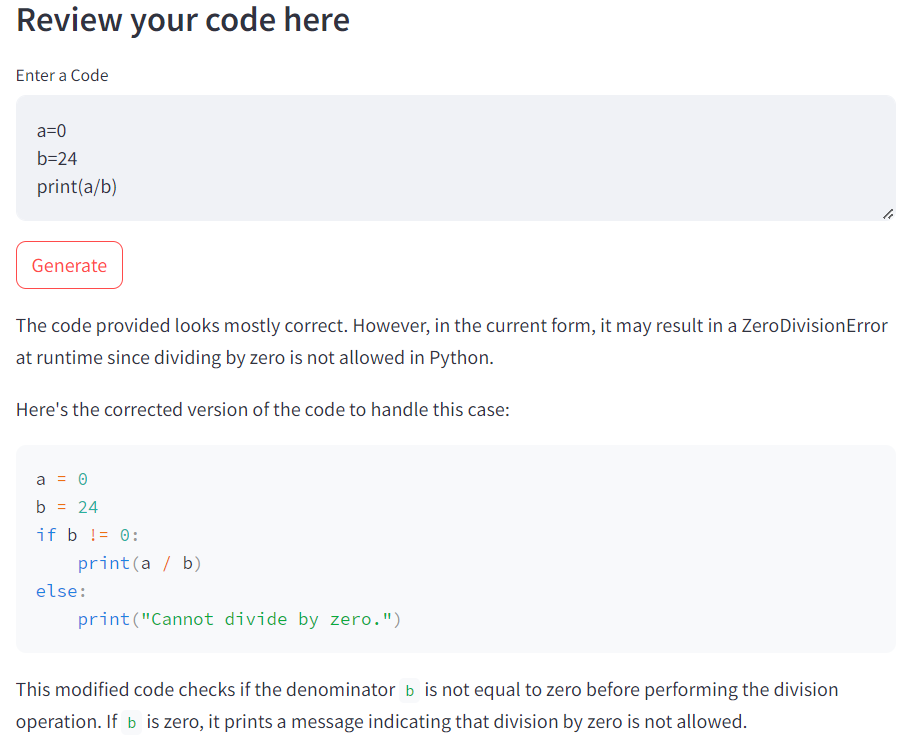 Review your code here
Enter a Code
a=0
b=24
print(a/b)
Generate
The code provided looks mostly correct. However, in the current form, it may result in a ZeroDivisionError
at runtime since dividing by zero is not allowed in Python.
Here's the corrected version of the code to handle this case:
a = 0
b = 24
if b != 0:
    print(a / b)
else:
    print("Cannot divide by zero.")
This modified code checks if the denominator b is not equal to zero before performing the division
operation. If b is zero, it prints a message indicating that division by zero is not allowed.